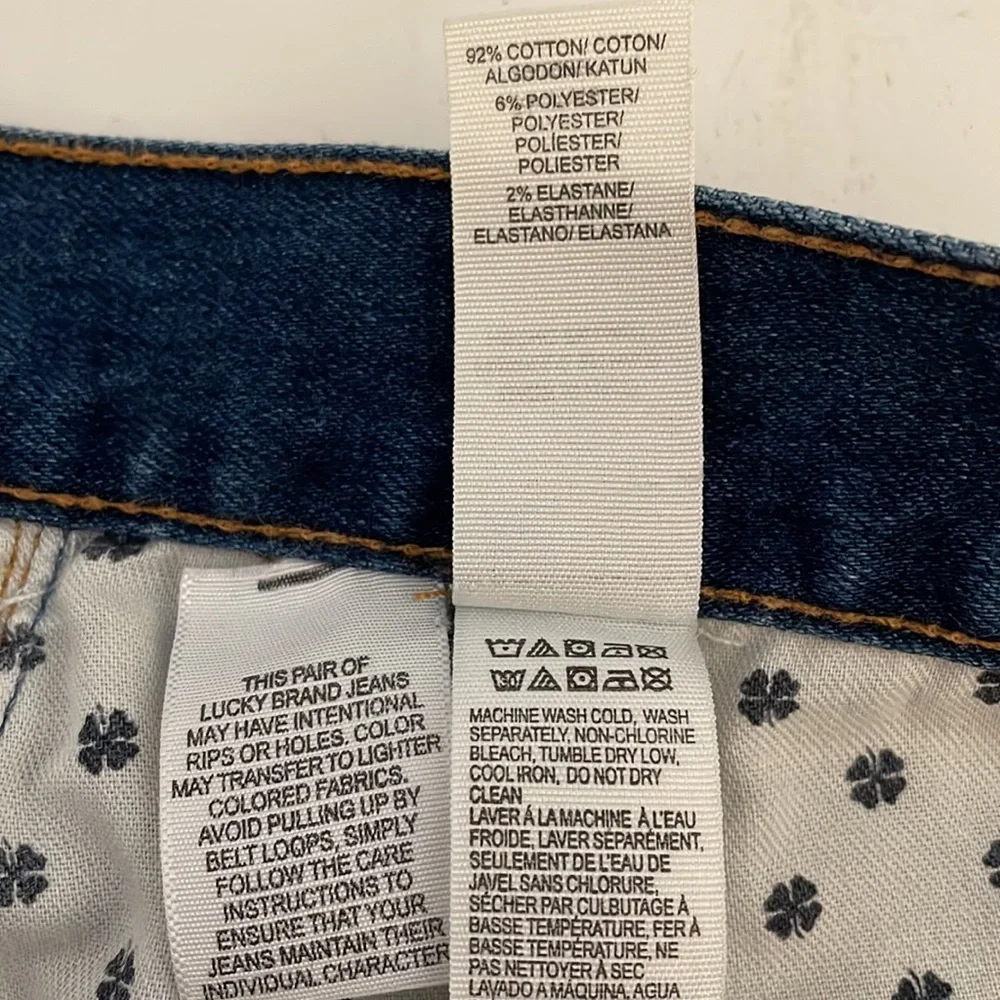 92% COTTON/ COTON/
ALGODON/ KATUN
6% POLYESTER/
POLYESTER/
POLÍESTER/
POLIESTER
2% ELASTANE/
ELASTHANNE/
ELASTANO/ ELASTANA
THIS PAIR OF
LUCKY BRAND JEANS
MAY HAVE INTENTIONAL
RIPS OR HOLES. COLOR
MAY TRANSFER TO LIGHTER
COLORED FABRICS.
AVOID PULLING UP BY
BELT LOOPS, SIMPLY
FOLLOW THE CARE
INSTRUCTIONS TO
ENSURE THAT YOUR
JEANS MAINTAIN THEIR
INDIVIDUAL CHARACTER
MACHINE WASH COLD, WASH
SEPARATELY, NON-CHLORINE
BLEACH, TUMBLE DRY LOW,
COOL IRON, DO NOT DRY
CLEAN
LAVER Á LA MACHINE À L'EAU
FROIDE, LAVER SÉPARÉMENT,
SEULEMENT DE L'EAU DE
JAVEL SANS CHLORURE,
SÉCHER PAR CULBUTAGE À
BASSE TEMPÉRATURE, FER À
BASSE TEMPÉRATURE, NE
PAS NETTOYER À SEC
LAVADO A MÁQUINA, AGUA